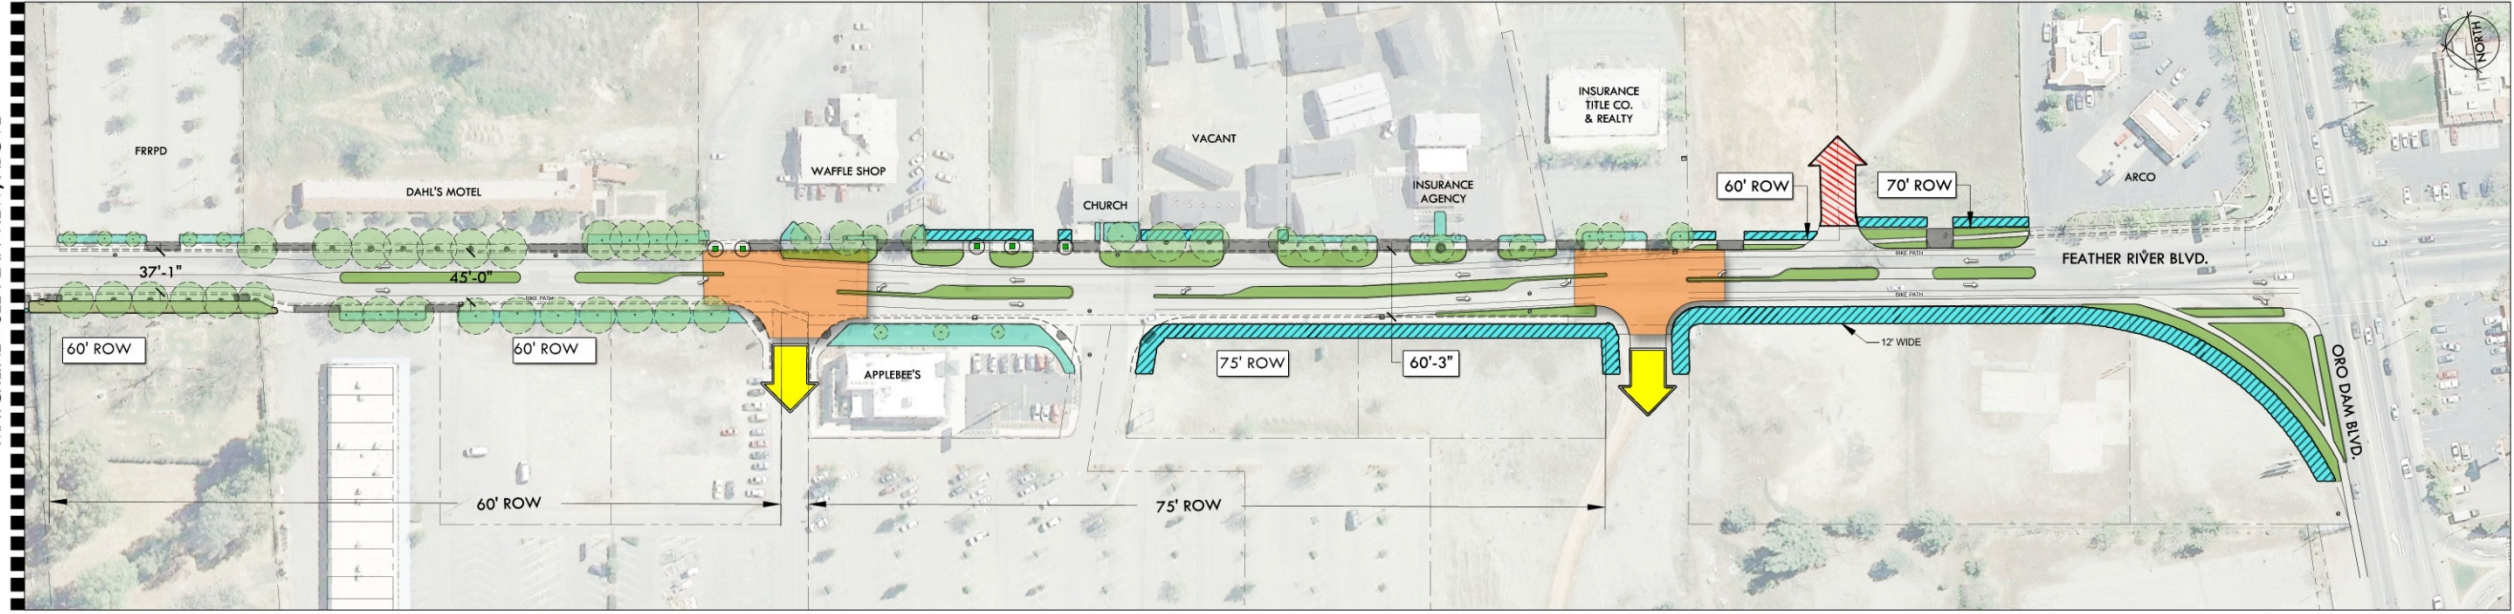 NORTH
INSURANCE
TITLE CO.
& REALTY
FRRPD
VACANT
WAFFLE SHOP
DAHL'S MOTEL
INSURANCE
AGENCY
60' ROW
70' ROW
ARCO
CHURCH
37'-1"
45'-0"
BIKE PATH
FEATHER RIVER BLVD.
BIKE PATH
BIKE PATH
60' ROW
60' ROW
APPLEBEE'S
75' ROW
60'-3"
12' WIDE
ORO DAM BLVD.
60' ROW
75' ROW